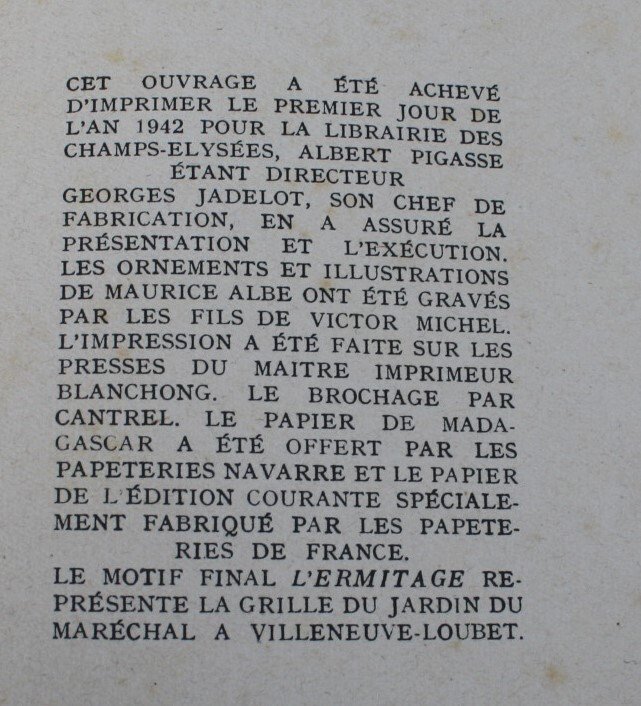 CET OUVRAGE A ÉTÉ ACHEVÉ
D'IMPRIMER LE PREMIER JOUR DE
L'AN 1942 POUR LA LIBRAIRIE DES
CHAMPS-ELYSÉES, ALBERT PIGASSE
ÉTANT DIRECTEUR
GEORGES JADELOT, SON CHEF DE
FABRICATION, EN A ASSURÉ LA
PRÉSENTATION ET L'EXÉCUTION.
LES ORNEMENTS ET ILLUSTRATIONS
DE MAURICE ALBE ONT ÉTÉ GRAVÉS
PAR LES FILS DE VICTOR MICHEL.
L'IMPRESSION A ÉTÉ FAITE SUR LES
PRESSES DU MAITRE IMPRIMEUR
BLANCHONG. LE BROCHAGE PAR
CANTREL. LE PAPIER DE MADA-
GASCAR A ÉTÉ OFFERT PAR LES
PAPETERIES NAVARRE ET LE PAPIER
DE L'ÉDITION COURANTE SPÉCIALE-
MENT FABRIQUÉ PAR LES PAPETE-
RIES DE FRANCE.
LE MOTIF FINAL L'ERMITAGE RE-
PRÉSENTE LA GRILLE DU JARDIN DU
MARÉCHAL A VILLENEUVE-LOUBET.